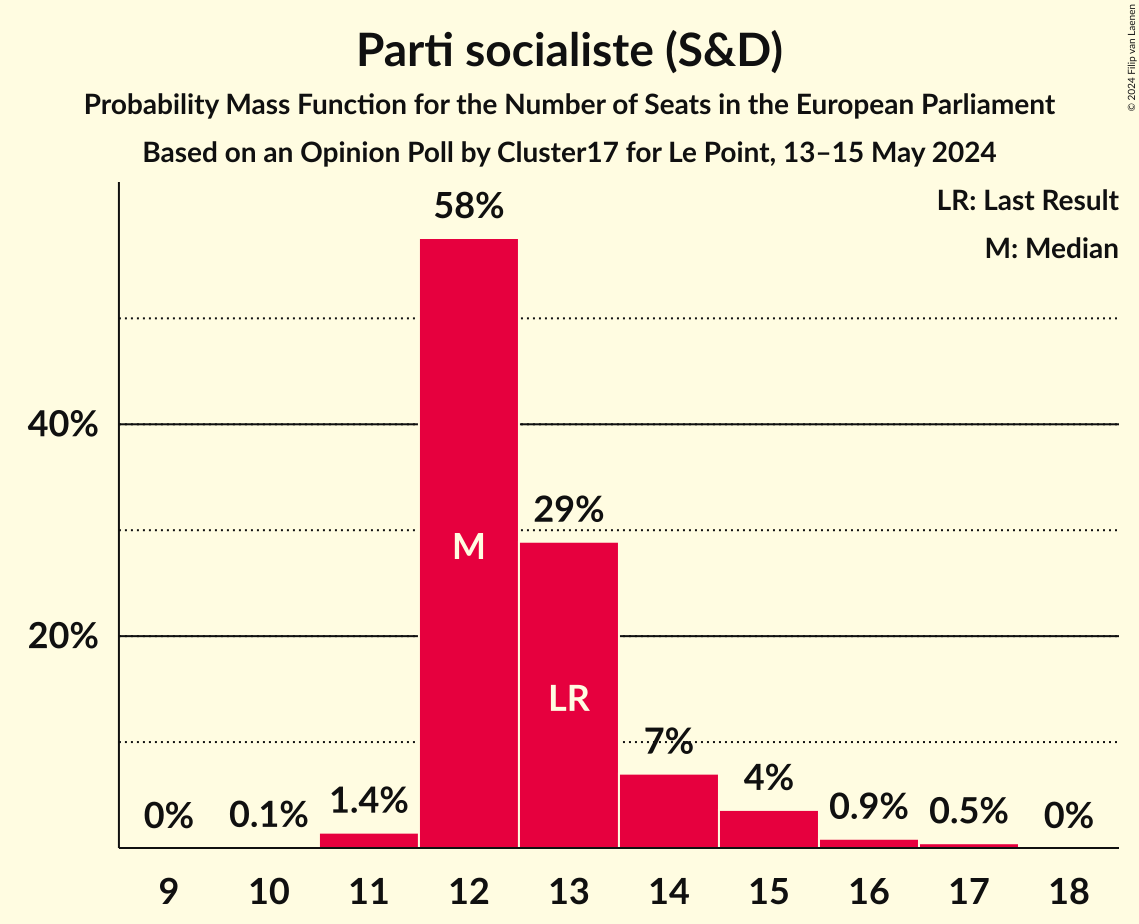 Parti socialiste (S&D)
Probability Mass Function for the Number of Seats in the European Parliament
Based on an Opinion Poll by Cluster17 for Le Point, 13–15 May 2024
© 2024 Filip van Laenen
LR: Last Result
M: Median
58%
40%
29%
M
20%
LR
7%
4%
1.4%
0.9%
0.5%
0%
0.1%
0%
9 10 11 12 13 14 15 16 17 18